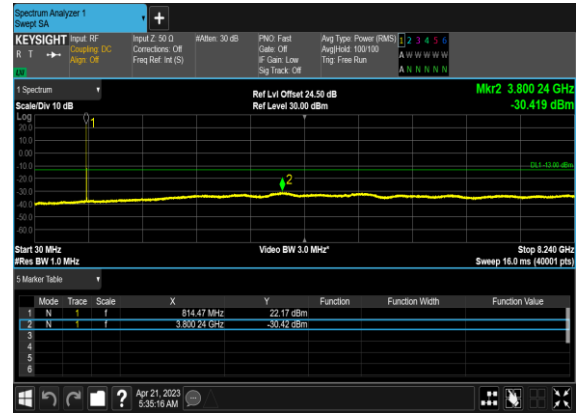 Spectrum Analyzer 1
Swept SA
+
KEYSIGHT Input: RF Input Z: 50 Ω #Atten: 30 dB PNO: Fast Avg Type: Power (RMS) 1 2 3 4 5 6
R T Coupling: DC Corrections: Off Gate: Off Avg|Hold: 100/100 A W W W W W
Align: Off Freq Ref: Int (S) IF Gain: Low Trig: Free Run
LXI Sig Track: Off A N N N N N
1 Spectrum Ref Lvl Offset 24.50 dB Mkr2 3.800 24 GHz
Scale/Div 10 dB Ref Level 30.00 dBm -30.419 dBm
Log
20.0
10.0
0.00
-10.0
-20.0
-30.0
-40.0
-50.0
-60.0
1
DL1 -13.00 dBm
2
Start 30 MHz Video BW 3.0 MHz* Stop 8.240 GHz
#Res BW 1.0 MHz Sweep 16.0 ms (40001 pts)
5 Marker Table
Mode Trace Scale X Y Function Function Width Function Value
1 N 1 f 814.47 MHz 22.17 dBm
2 N 1 f 3.800 24 GHz -30.42 dBm
3
4
5
6
? Apr 21, 2023
5:35:16 AM